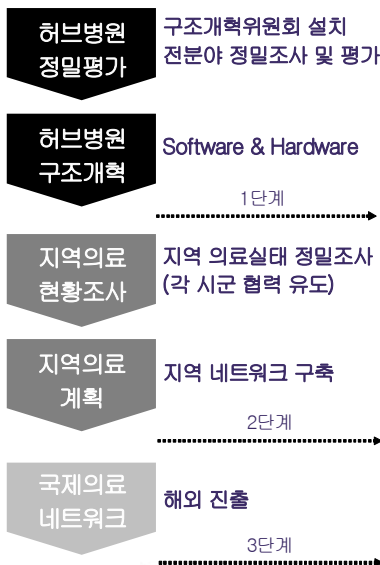 허브병원
정밀평가
구조개혁위원회 설치
전분야 정밀조사 및 평가
허브병원
구조개혁
Software & Hardware
1단계
지역의료
현황조사
지역 의료실태 정밀조사
(각 시군 협력 유도)
지역의료
계획
지역 네트워크 구축
2단계
국제의료
네트워크
해외 진출
3단계